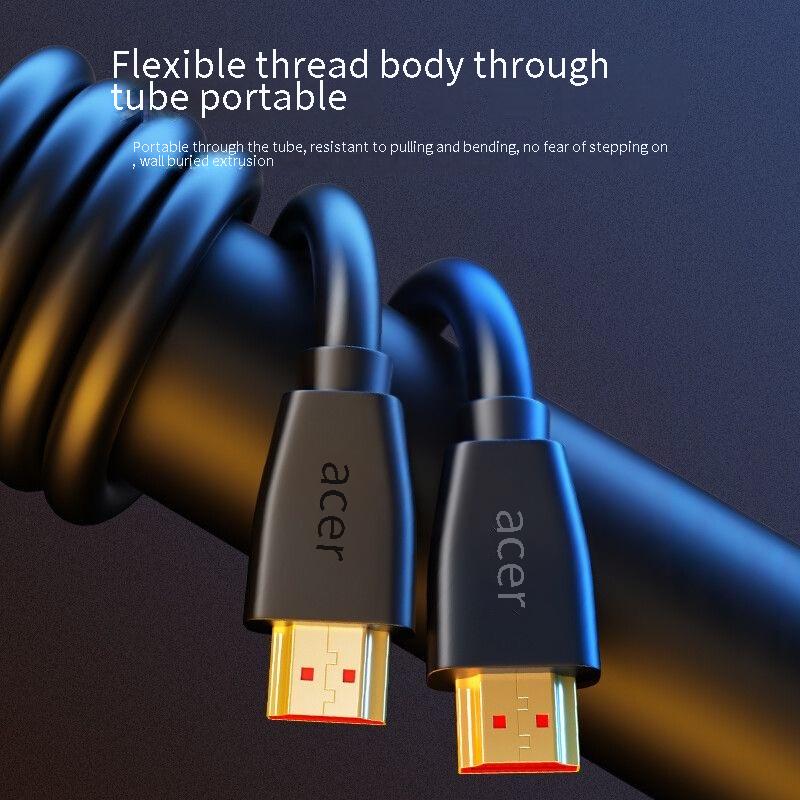 Flexible thread body through
tube portable
Portable through the tube, resistant to pulling and bending, no fear of stepping on
, wall buried extrusion
acer
acer